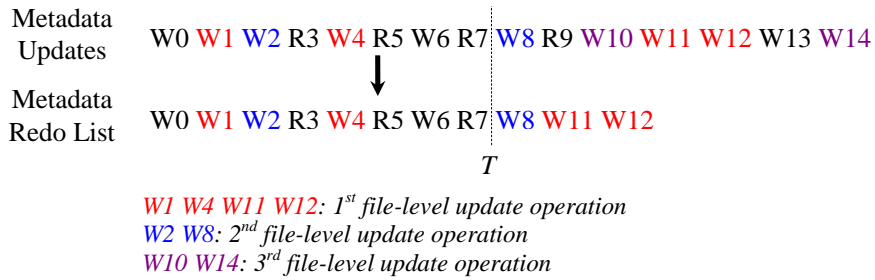 Metadata Updates
W0 W1 W2 R3 W4 R5 W6 R7 W8 R9 W10 W11 W12 W13 W14
Metadata Redo List
W0 W1 W2 R3 W4 R5 W6 R7 W8 W11 W12
T
W1 W4 W11 W12: 1st file-level update operation
W2 W8: 2nd file-level update operation
W10 W14: 3rd file-level update operation